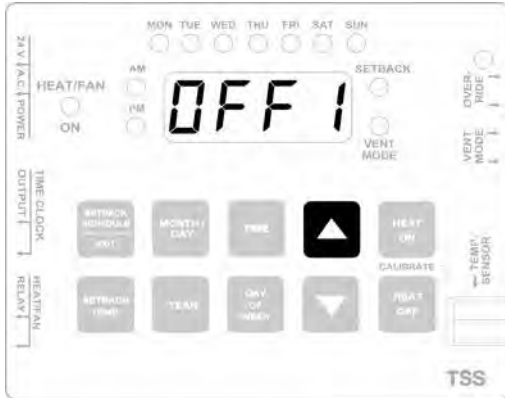 MON TUE WED THU FRI SAT SUN
24 V A.C. POWER
HEAT/FAN
ON
AM
PM
OFF1
SETBACK
VENT
MODE
OVER-
RIDE
VENT
MODE
TIME CLOCK
OUTPUT
SETBACK
SCHEDULE
EXIT
MONTH/
DAY
TIME
HEAT
ON
CALIBRATE
TEMP.
SENSOR
HEAT/FAN
RELAY
SETBACK
TEMP
YEAR
DAY
OF
WEEK
HEAT
OFF
TSS